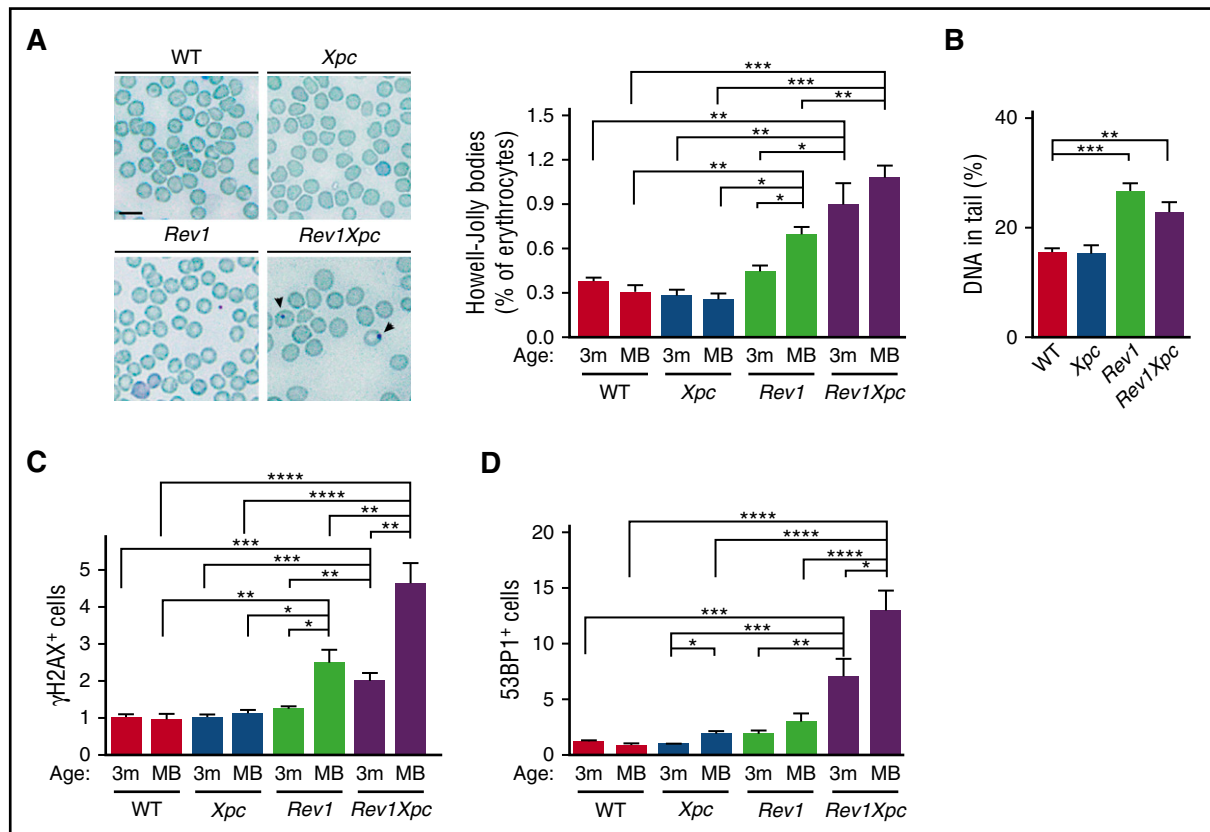 A
WT
Xpc
Rev1
Rev1Xpc
Howell-Jolly bodies
(% of erythrocytes)
1.5
1.2
0.9
0.6
0.3
0.0
***
***
**
**
**
*
**
*
*
Age: 3m MB 3m MB 3m MB 3m MB
WT Xpc Rev1 Rev1Xpc
B
DNA in tail (%)
40
20
0
**
***
WT Xpc Rev1 Rev1Xpc
C
γH2AX⁺ cells
5
4
3
2
1
0
****
****
**
**
***
***
**
**
*
*
Age: 3m MB 3m MB 3m MB 3m MB
WT Xpc Rev1 Rev1Xpc
D
53BP1⁺ cells
20
15
10
5
0
****
****
****
*
***
***
*
**
Age: 3m MB 3m MB 3m MB 3m MB
WT Xpc Rev1 Rev1Xpc